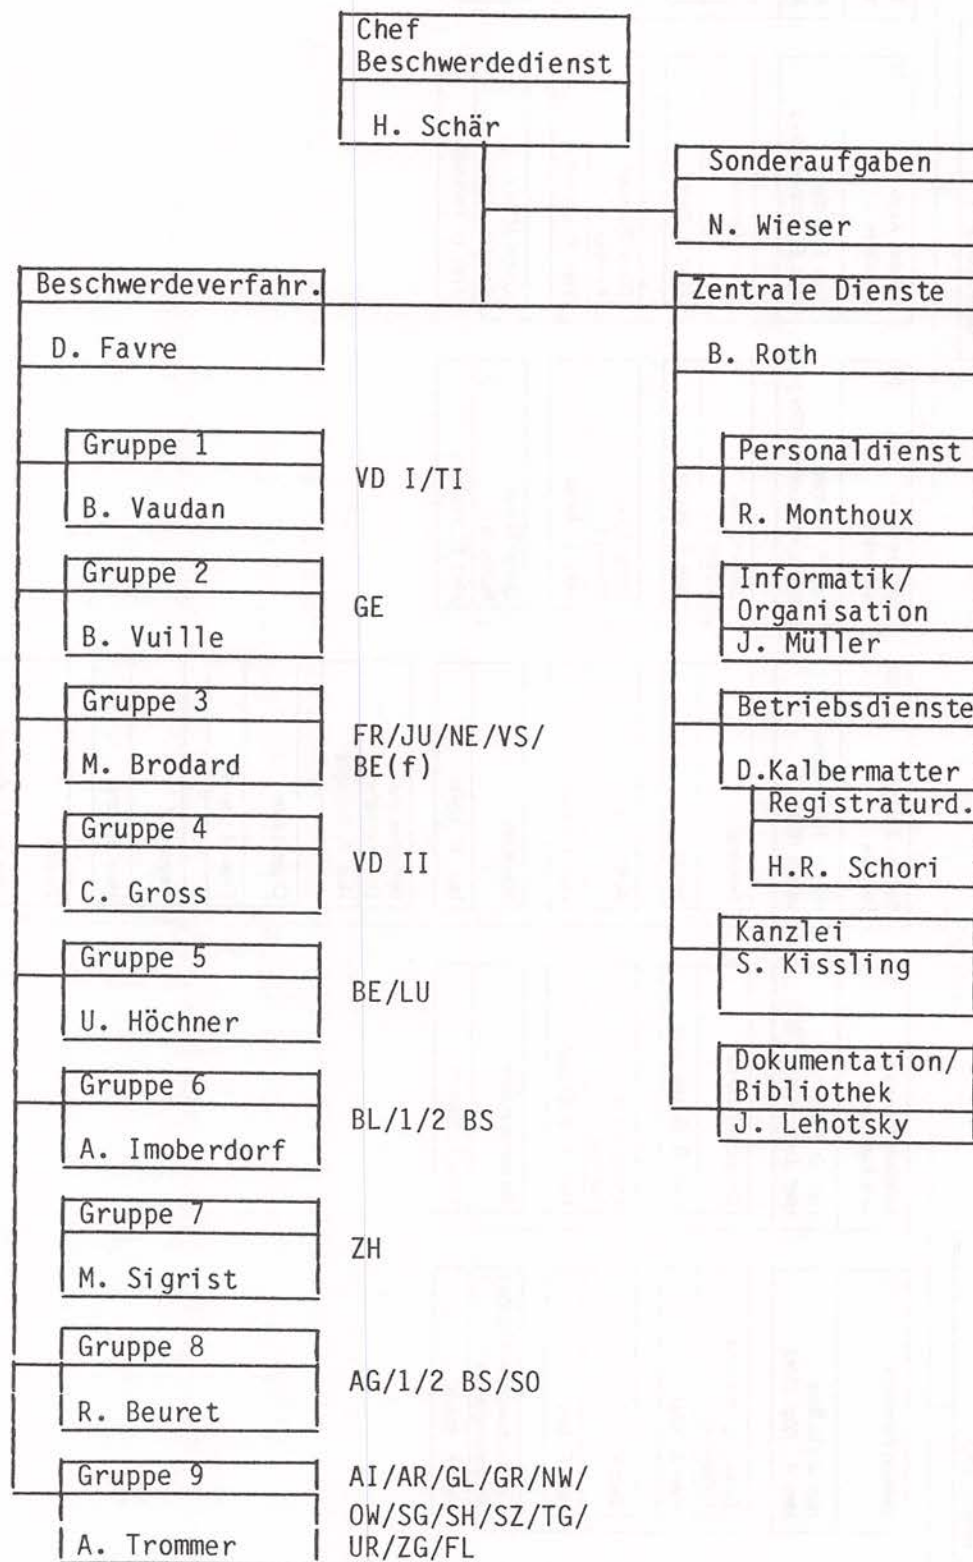 Chef
Beschwerdedienst
H. Schär
Sonderaufgaben
N. Wieser
Beschwerdeverfahr.
D. Favre
Gruppe 1
B. Vaudan
VD I/TI
Gruppe 2
B. Vuille
GE
Gruppe 3
M. Brodard
FR/JU/NE/VS/
BE(f)
Gruppe 4
C. Gross
VD II
Gruppe 5
U. Höchner
BE/LU
Gruppe 6
A. Imoberdorf
BL/1/2 BS
Gruppe 7
M. Sigrist
ZH
Gruppe 8
R. Beuret
AG/1/2 BS/SO
Gruppe 9
A. Trommer
AI/AR/GL/GR/NW/
OW/SG/SH/SZ/TG/
UR/ZG/FL
Zentrale Dienste
B. Roth
Personaldienst
R. Monthoux
Informatik/
Organisation
J. Müller
Betriebsdienste
D.Kalbermatter
Registraturd.
H.R. Schori
Kanzlei
S. Kissling
Dokumentation/
Bibliothek
J. Lehotsky